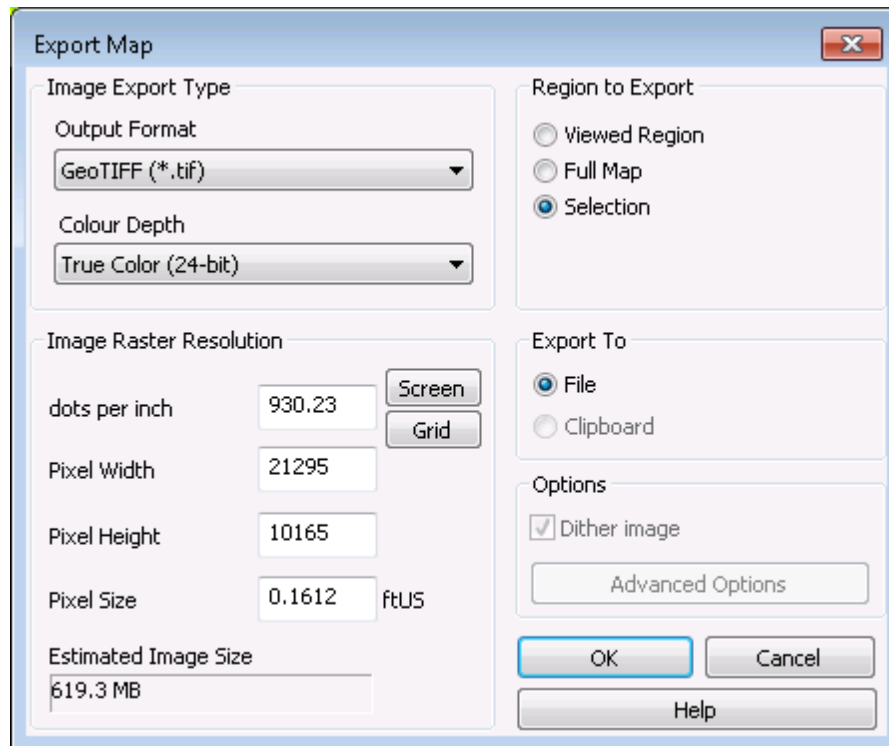 Export Map
Image Export Type
Output Format
GeoTIFF (*.tif)
Colour Depth
True Color (24-bit)
Region to Export
Viewed Region
Full Map
Selection
Image Raster Resolution
dots per inch 930.23 Screen
Grid
Pixel Width 21295
Pixel Height 10165
Pixel Size 0.1612 ftUS
Estimated Image Size
619.3 MB
Export To
File
Clipboard
Options
Dither image
Advanced Options
OK Cancel
Help